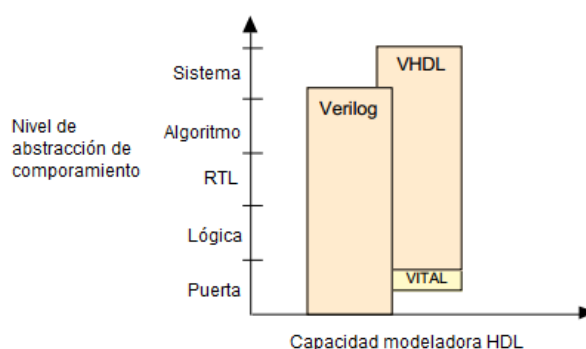 Sistema
Algoritmo
RTL
Lógica
Puerta
Nivel de
abstracción de
comporamiento
Verilog
VHDL
VITAL
Capacidad modeladora HDL